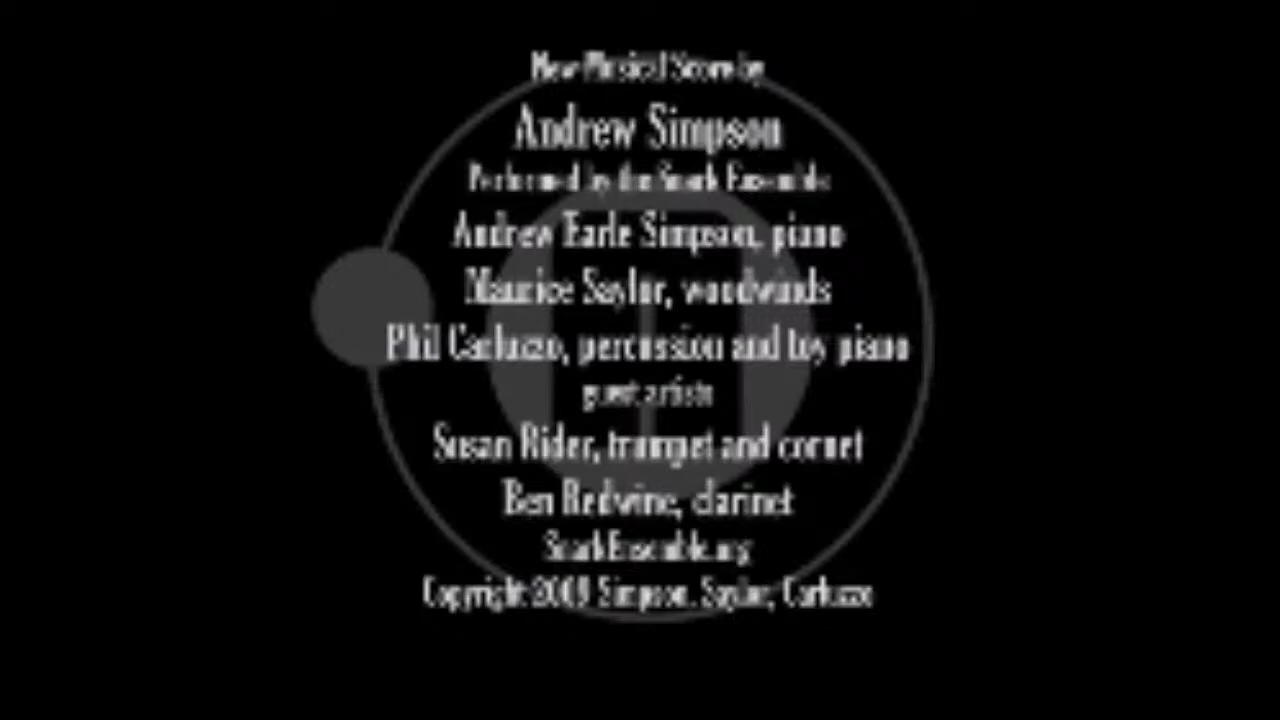 New Musical Score by
Andrew Simpson
Performed by the Snark Ensemble
Andrew Earle Simpson, piano
Maurice Saylor, woodwinds
Phil Carluzzo, percussion and toy piano
guest artists
Susan Rider, trumpet and cornet
Ben Redwine, clarinet
SnarkEnsemble.org
Copyright 2009 Simpson, Saylor, Carluzzo